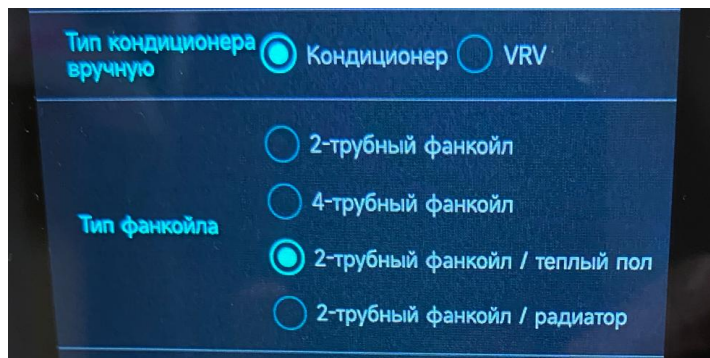 Тип кондиционера
вручную
Кондиционер
VRV
2-трубный фанкойл
4-трубный фанкойл
Тип фанкойла
2-трубный фанкойл / теплый пол
2-трубный фанкойл / радиатор